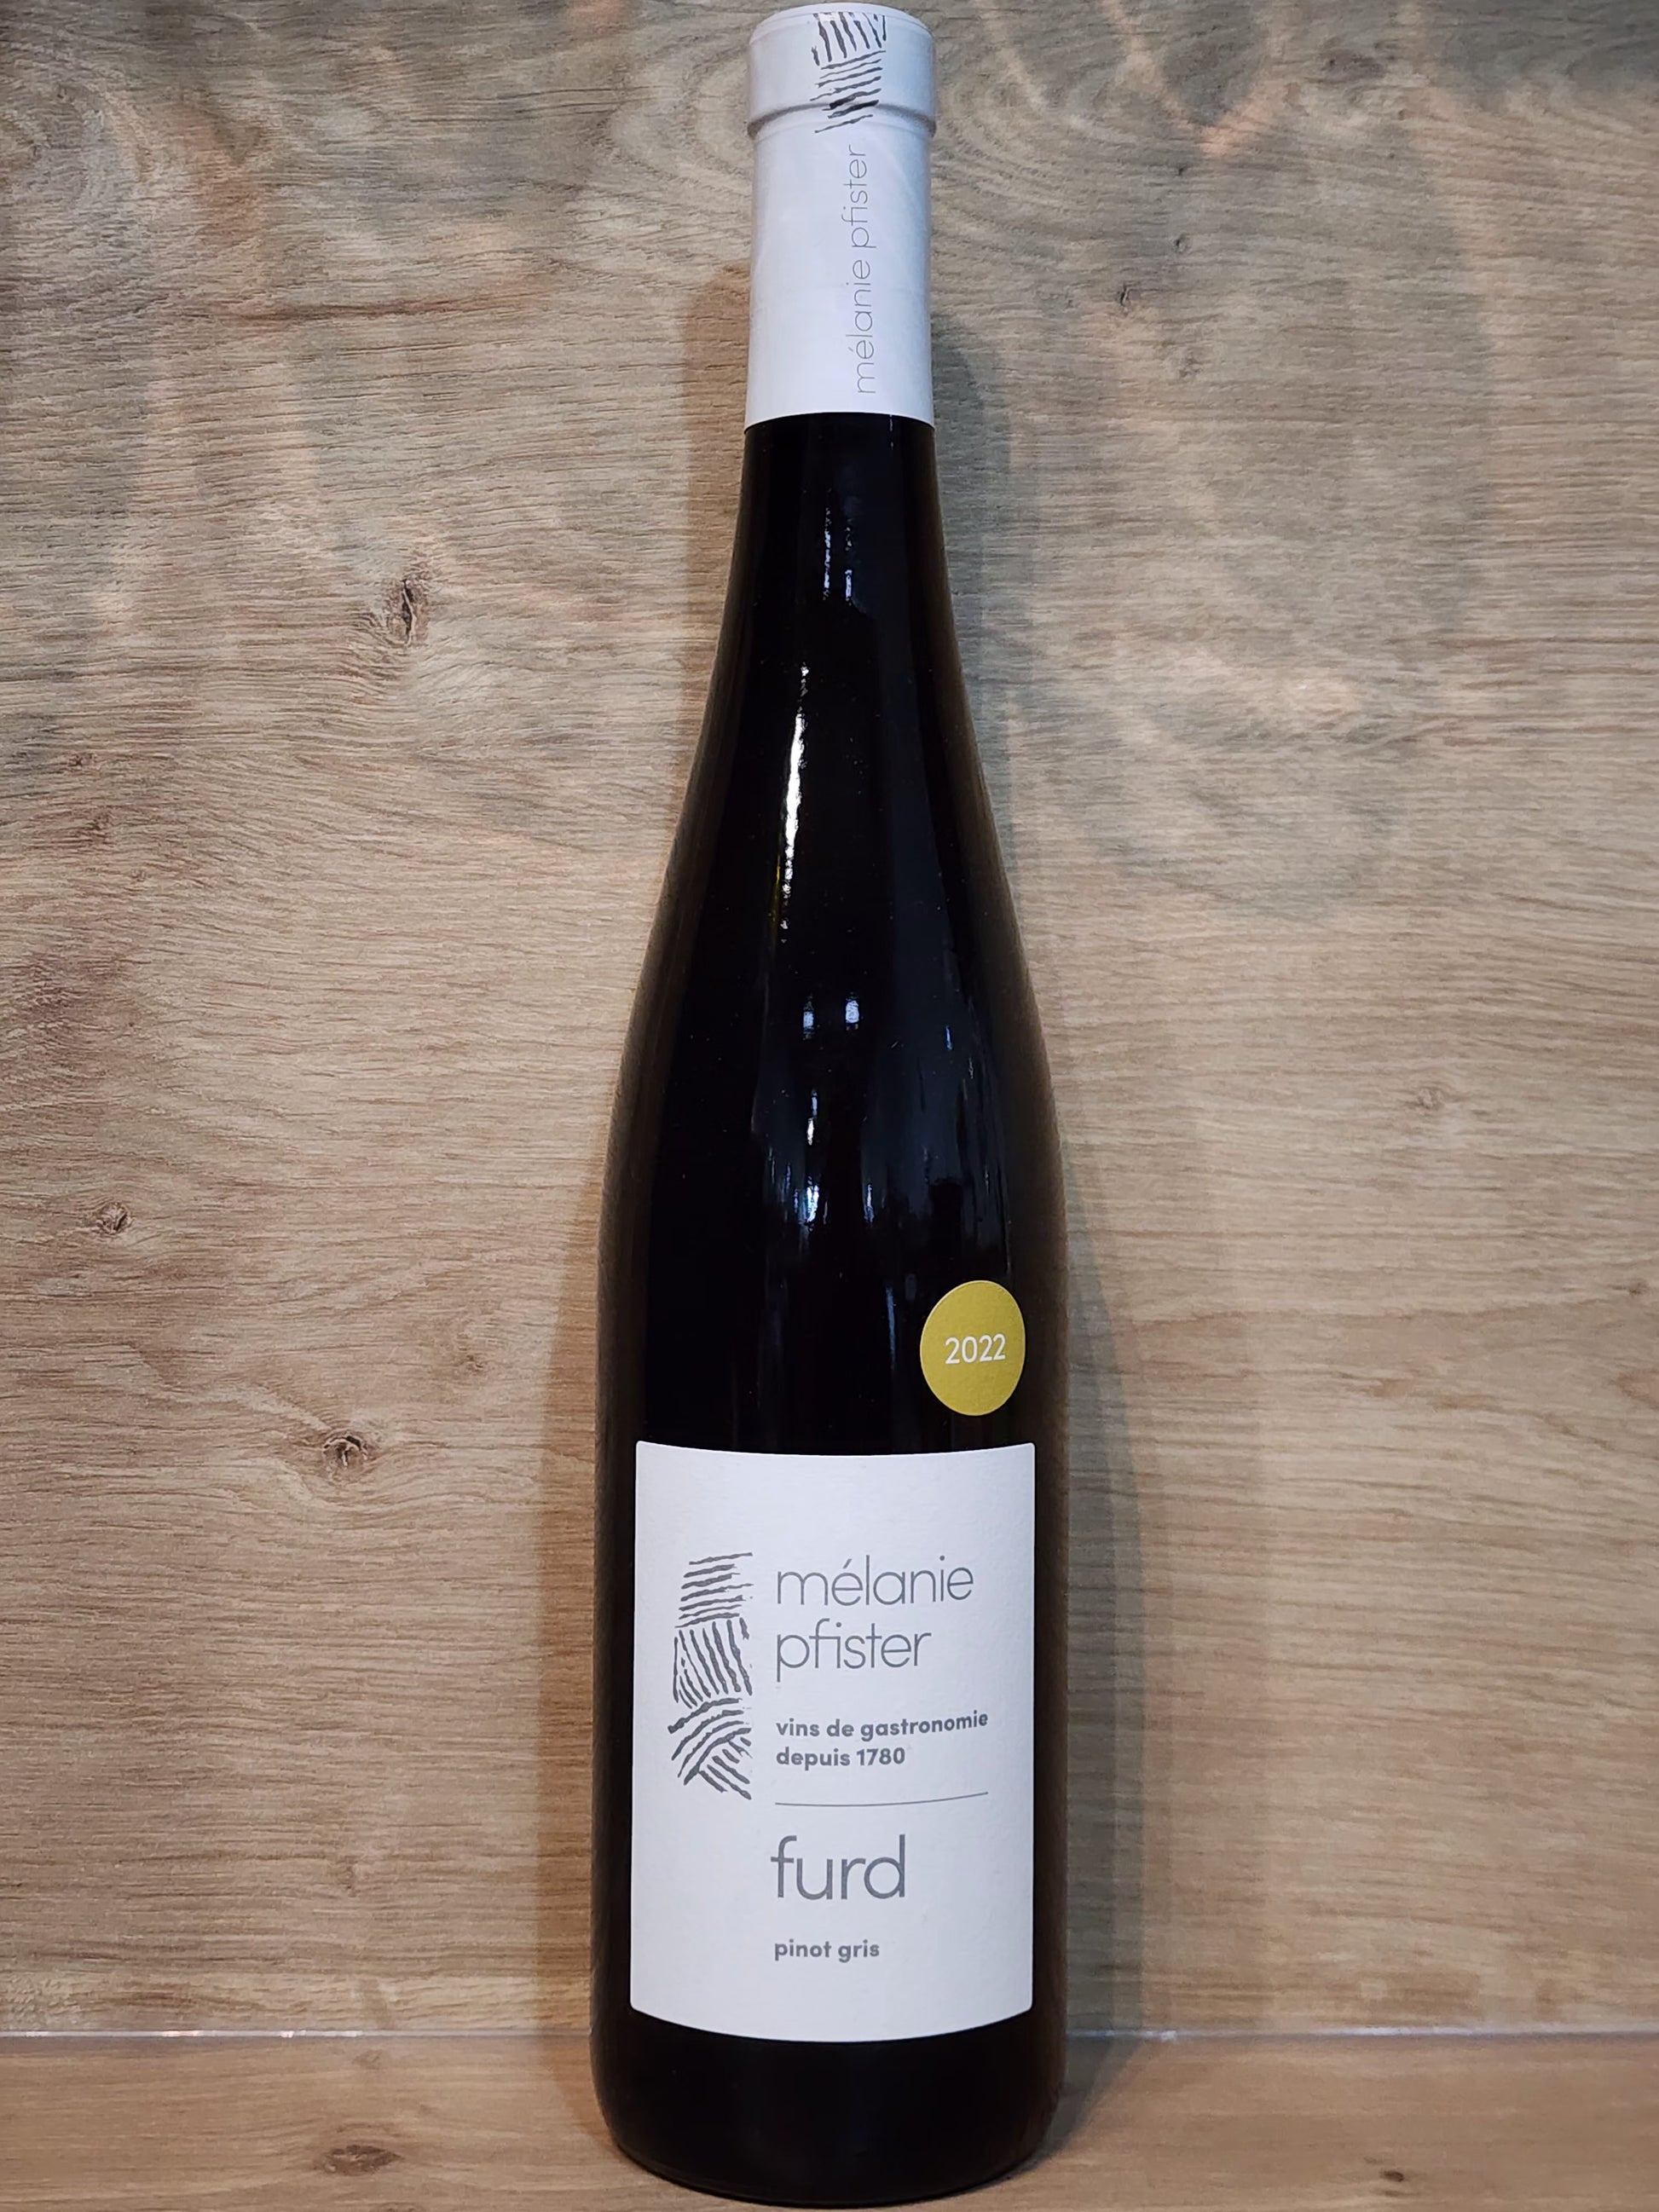 mélanie pfister
2022
mélanie
pfister
vins de gastronomie
depuis 1780
furd
pinot gris